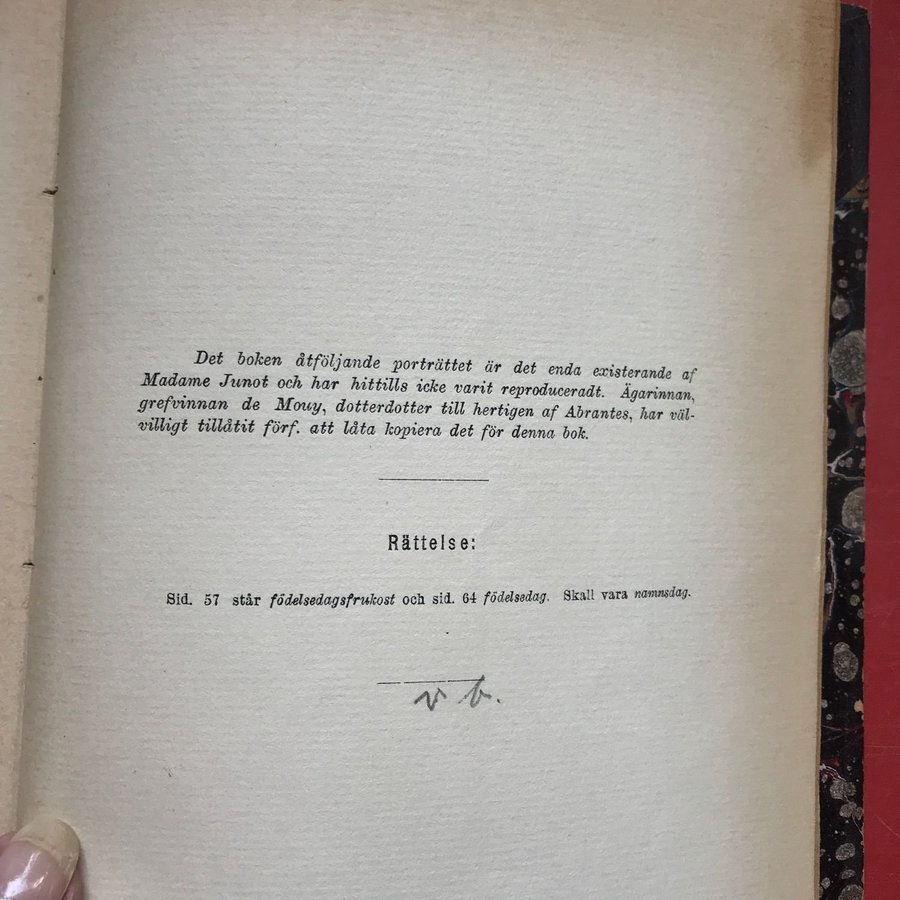 Det boken åtföljande porträttet är det enda existerande af
Madame Junot och har hittills icke varit reproduceradt. Ägarinnan,
grefvinnan de Mouy, dotterdotter till hertigen af Abrantes, har väl-
villigt tillåtit förf. att låta kopiera det för denna bok.
Rättelse:
Sid. 57 står födelsedagsfrukost och sid. 64 födelsedag. Skall vara namnsdag.
v b.